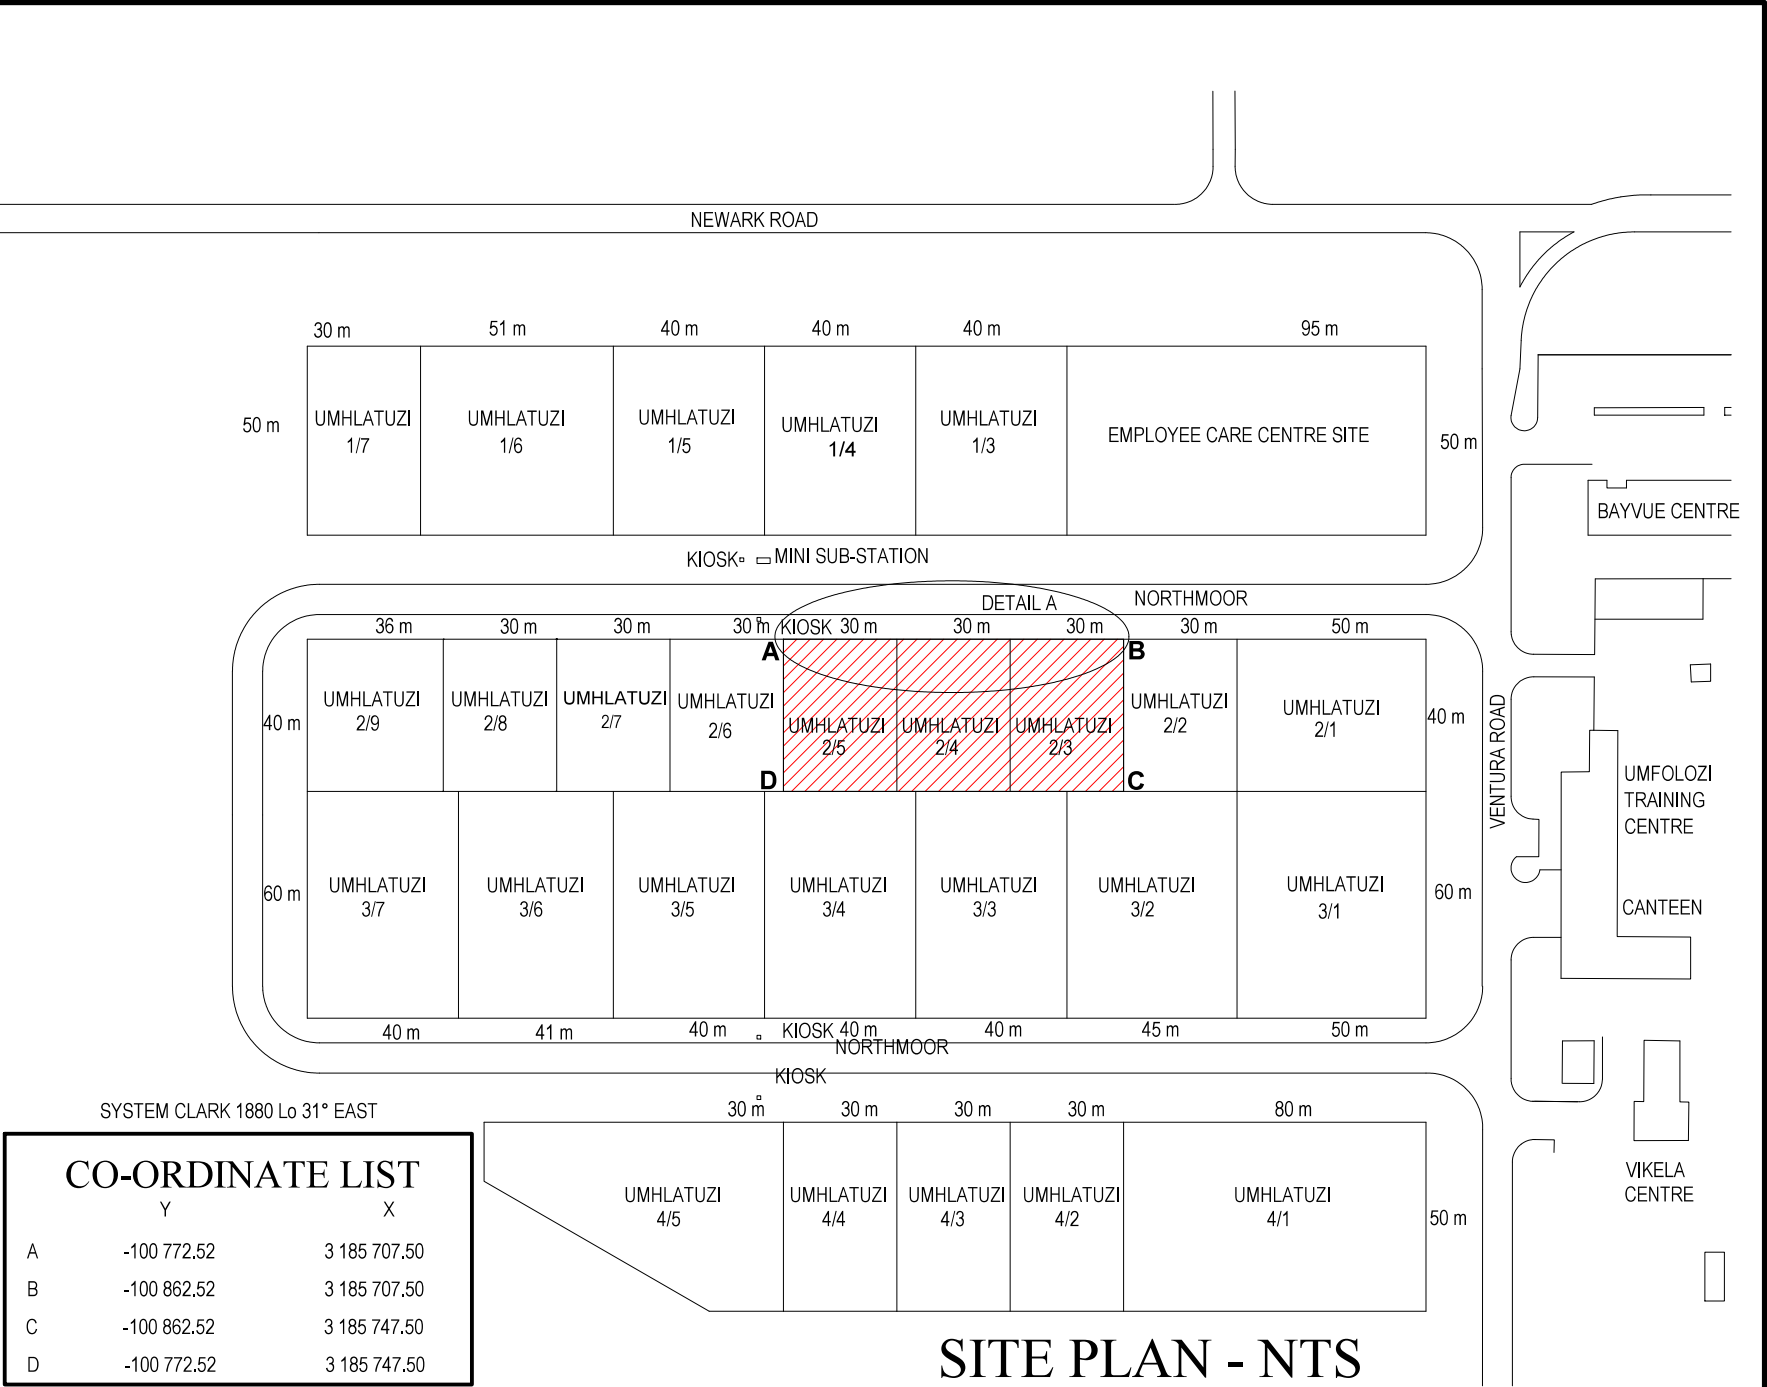 NEWARK ROAD
30 m
51 m
40 m
40 m
40 m
95 m
50 m
UMHLATUZI
1/7
UMHLATUZI
1/6
UMHLATUZI
1/5
UMHLATUZI
1/4
UMHLATUZI
1/3
EMPLOYEE CARE CENTRE SITE
50 m
BAYVUE CENTRE
KIOSK
MINI SUB-STATION
DETAIL A
NORTHMOOR
36 m
30 m
30 m
30 m
KIOSK
30 m
30 m
30 m
30 m
50 m
A
B
40 m
UMHLATUZI
2/9
UMHLATUZI
2/8
UMHLATUZI
2/7
UMHLATUZI
2/6
UMHLATUZI
2/5
UMHLATUZI
2/4
UMHLATUZI
2/3
UMHLATUZI
2/2
UMHLATUZI
2/1
40 m
D
C
VENTURA ROAD
UMFOLOZI
TRAINING
CENTRE
60 m
UMHLATUZI
3/7
UMHLATUZI
3/6
UMHLATUZI
3/5
UMHLATUZI
3/4
UMHLATUZI
3/3
UMHLATUZI
3/2
UMHLATUZI
3/1
60 m
CANTEEN
40 m
41 m
40 m
KIOSK
40 m
40 m
45 m
50 m
NORTHMOOR
KIOSK
30 m
30 m
30 m
30 m
80 m
UMHLATUZI
4/5
UMHLATUZI
4/4
UMHLATUZI
4/3
UMHLATUZI
4/2
UMHLATUZI
4/1
50 m
VIKELA
CENTRE
SYSTEM CLARK 1880 Lo 31° EAST
CO-ORDINATE LIST
Y X
A -100 772.52 3 185 707.50
B -100 862.52 3 185 707.50
C -100 862.52 3 185 747.50
D -100 772.52 3 185 747.50
SITE PLAN - NTS